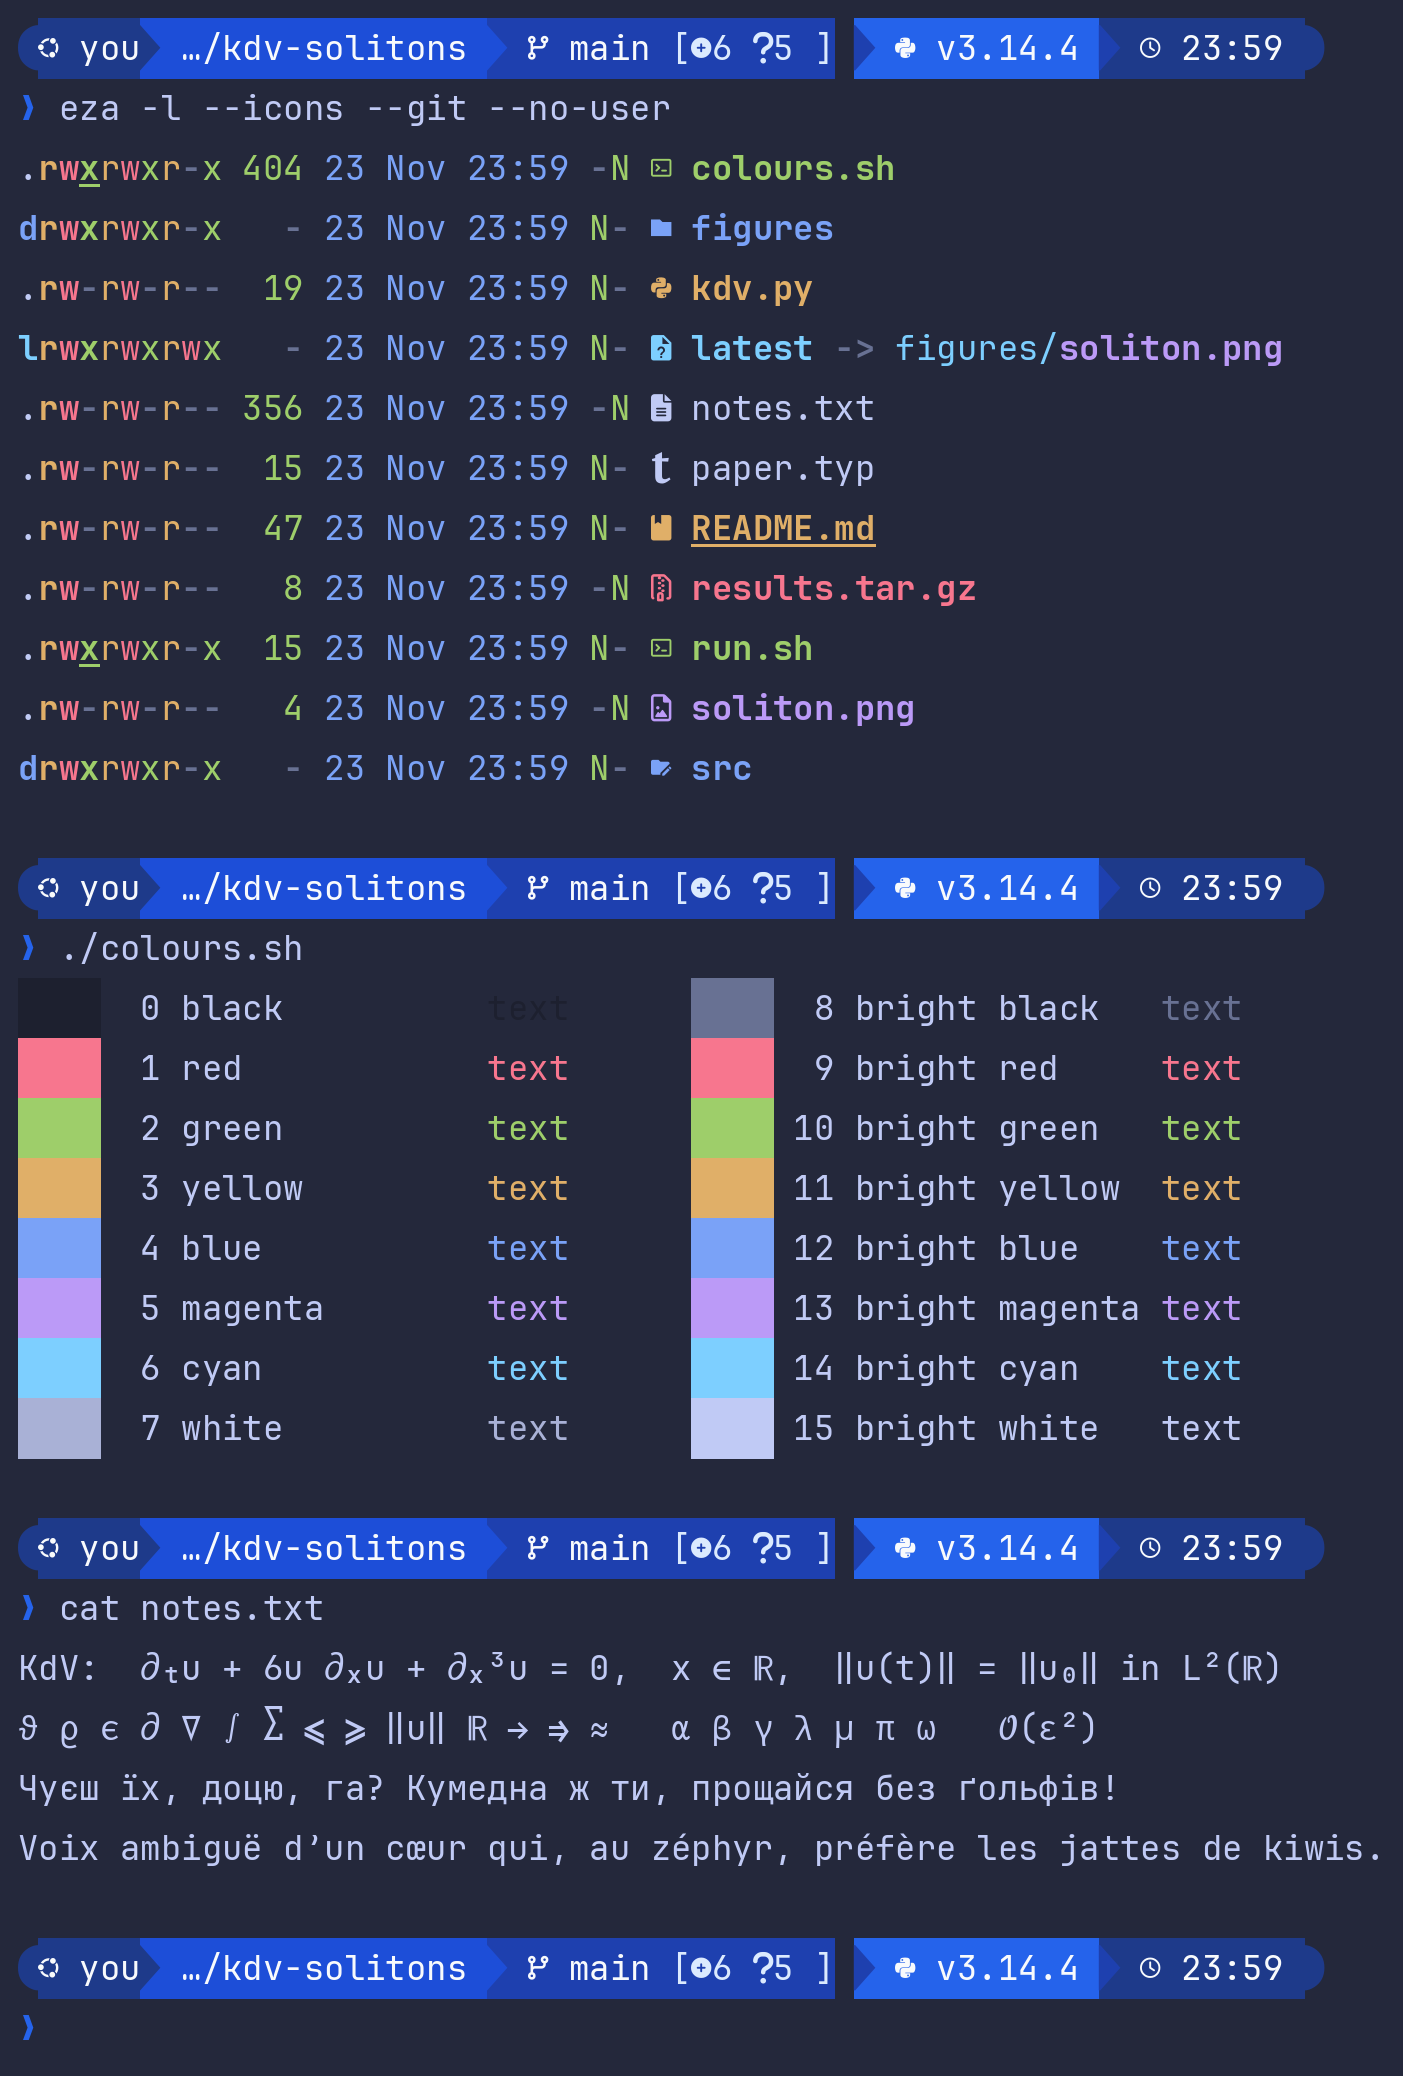 you …/kdv-solitons main [6 ?5 ] v3.14.4 23:59
❱ eza -l --icons --git --no-user
.rwxrwxr-x 404 23 Nov 23:59 -N colours.sh
drwxrwxr-x - 23 Nov 23:59 N- figures
.rw-rw-r-- 19 23 Nov 23:59 N- kdv.py
lrwxrwxrwx - 23 Nov 23:59 N- latest -> figures/soliton.png
.rw-rw-r-- 356 23 Nov 23:59 -N notes.txt
.rw-rw-r-- 15 23 Nov 23:59 N- paper.typ
.rw-rw-r-- 47 23 Nov 23:59 N- README.md
.rw-rw-r-- 8 23 Nov 23:59 -N results.tar.gz
.rwxrwxr-x 15 23 Nov 23:59 N- run.sh
.rw-rw-r-- 4 23 Nov 23:59 -N soliton.png
drwxrwxr-x - 23 Nov 23:59 N- src
you …/kdv-solitons main [6 ?5 ] v3.14.4 23:59
❱ ./colours.sh
0 black text 8 bright black text
1 red text 9 bright red text
2 green text 10 bright green text
3 yellow text 11 bright yellow text
4 blue text 12 bright blue text
5 magenta text 13 bright magenta text
6 cyan text 14 bright cyan text
7 white text 15 bright white text
you …/kdv-solitons main [6 ?5 ] v3.14.4 23:59
❱ cat notes.txt
KdV: ∂ₜu + 6u ∂ₓu + ∂ₓ³u = 0, x ∈ ℝ, ‖u(t)‖ = ‖u₀‖ in L²(ℝ)
ϑ ϱ ϵ ∂ ∇ ∫ ∑ ⩽ ⩾ ‖u‖ ℝ → ⇉ ≈ α β γ λ μ π ω 𝒪(ε²)
Чуєш їх, доцю, га? Кумедна ж ти, прощайся без ґольфів!
Voix ambiguë d’un cœur qui, au zéphyr, préfère les jattes de kiwis.
you …/kdv-solitons main [6 ?5 ] v3.14.4 23:59
❱